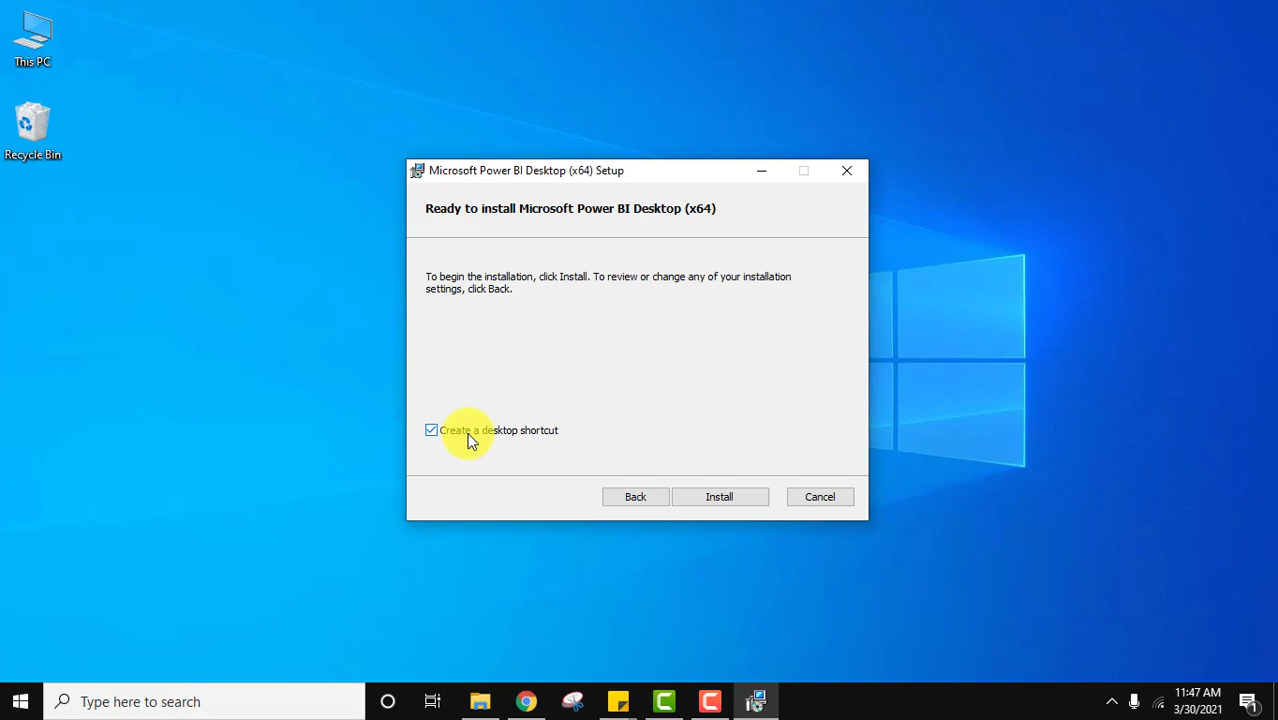 This PC
Recycle Bin
Microsoft Power BI Desktop (x64) Setup
Ready to install Microsoft Power BI Desktop (x64)
To begin the installation, click Install. To review or change any of your installation
settings, click Back.
Create a desktop shortcut
Back
Install
Cancel
Type here to search
11:47 AM
3/30/2021
1